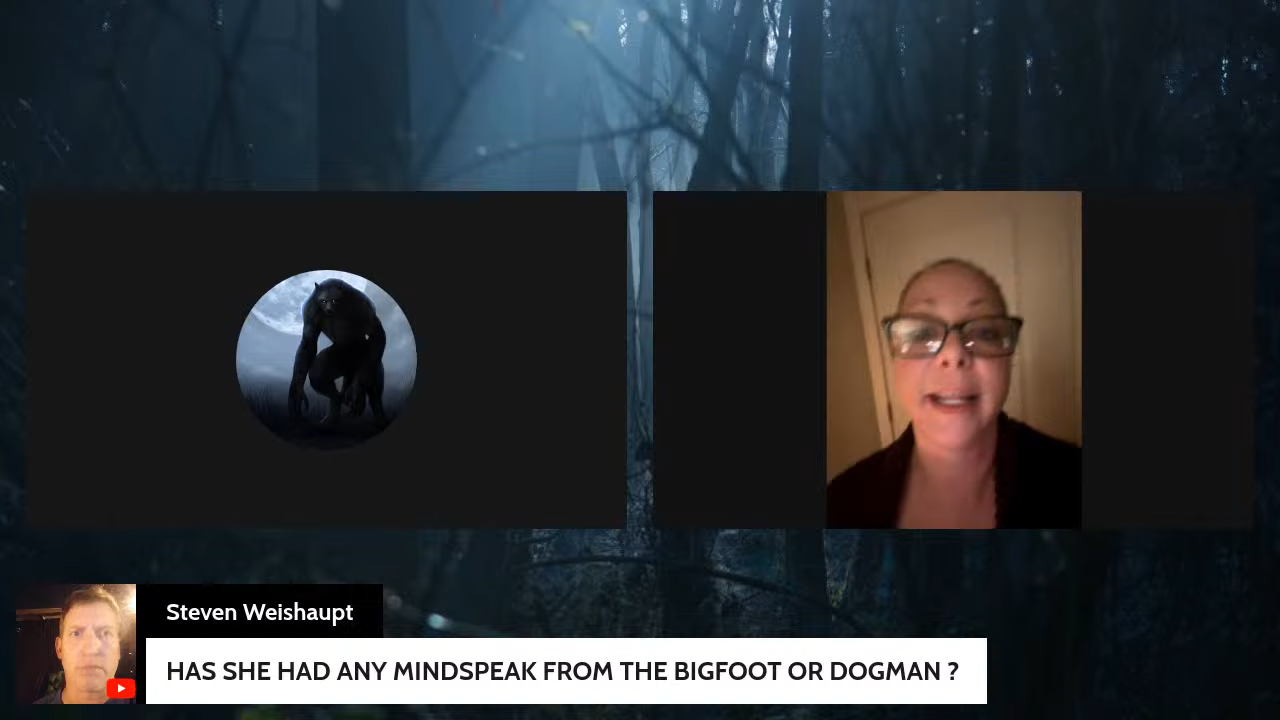 Steven Weishaupt
HAS SHE HAD ANY MINDSPEAK FROM THE BIGFOOT OR DOGMAN ?